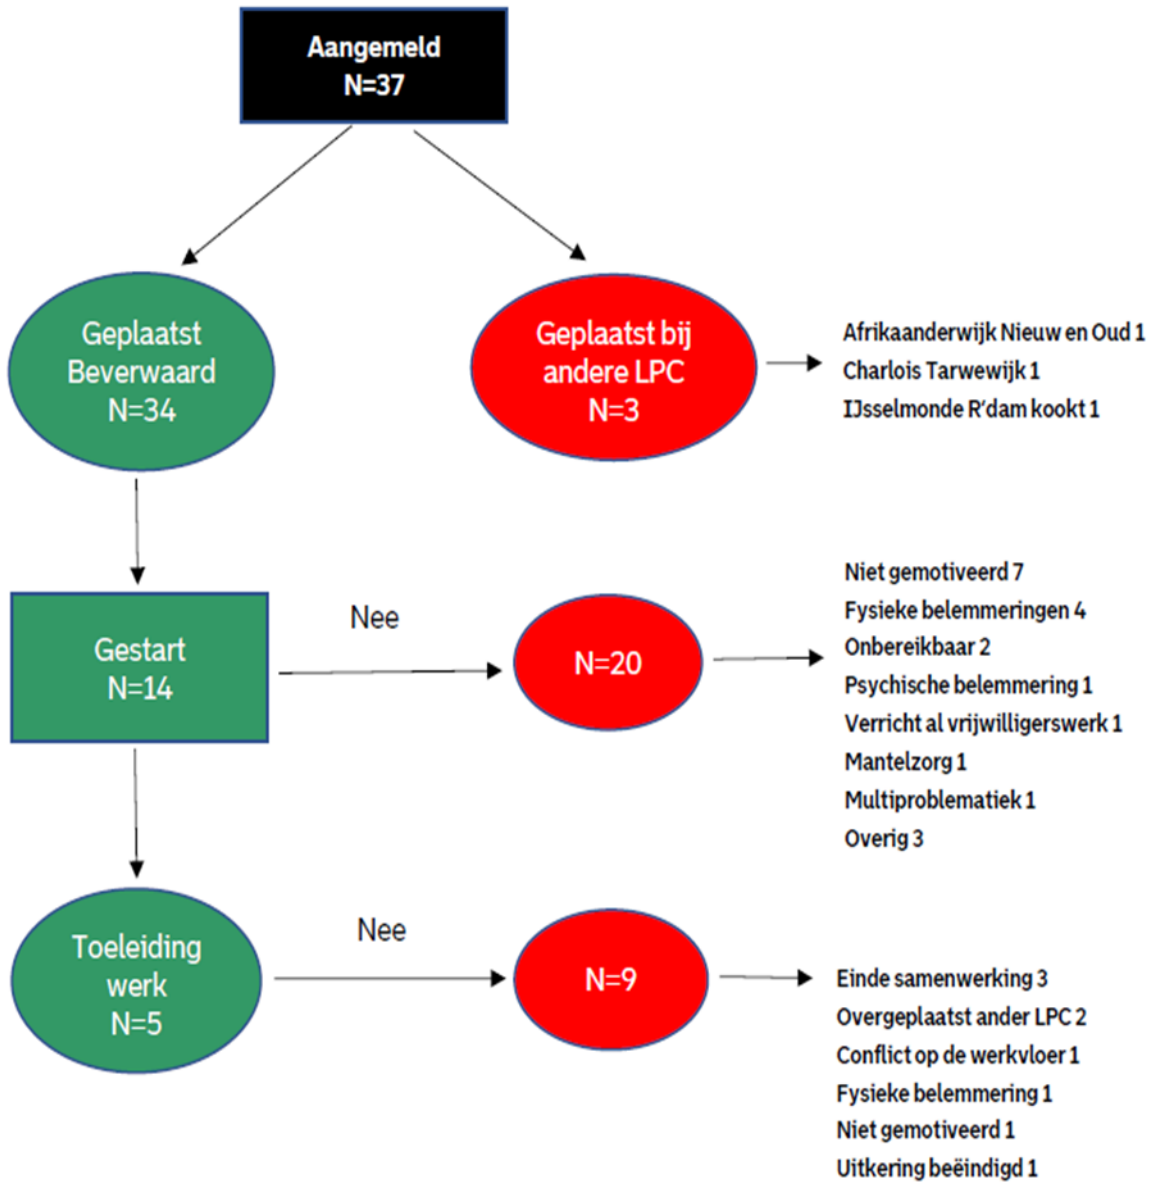 Aangemeld
N=37
Geplaatst
Beverwaard
N=34
Geplaatst bij
andere LPC
N=3
Afrikaanderwijk Nieuw en Oud 1
Charlois Tarwewijk 1
IJsselmonde R'dam kookt 1
Gestart
N=14
Nee
N=20
Niet gemotiveerd 7
Fysieke belemmeringen 4
Onbereikbaar 2
Psychische belemmering 1
Verricht al vrijwilligerswerk 1
Mantelzorg 1
Multiproblematiek 1
Overig 3
Toeleiding
werk
N=5
Nee
N=9
Einde samenwerking 3
Overgeplaatst ander LPC 2
Conflict op de werkvloer 1
Fysieke belemmering 1
Niet gemotiveerd 1
Uitkering beëindigd 1